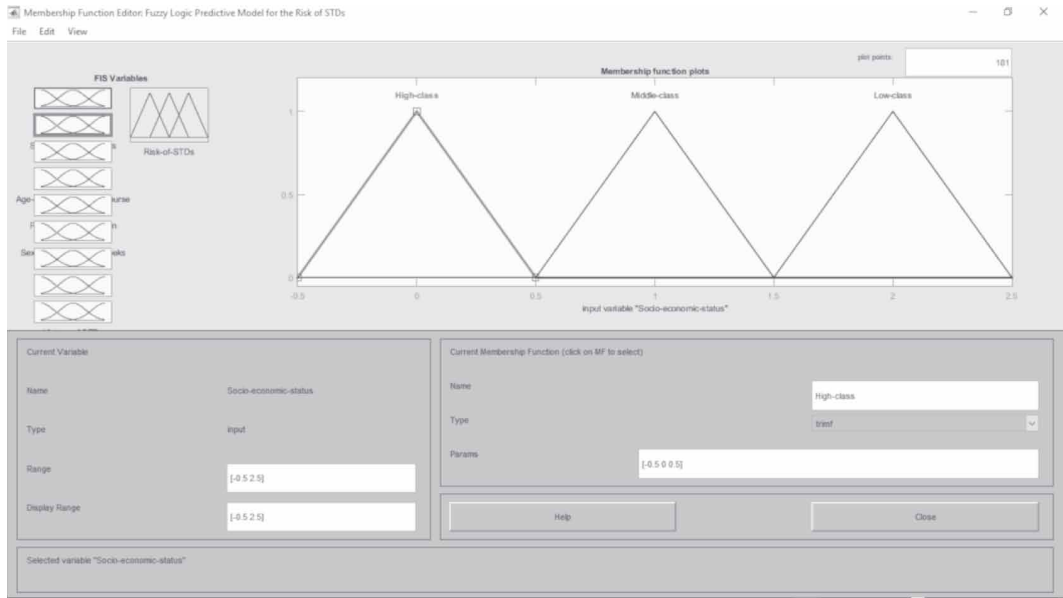 Membership Function Editor: Fuzzy Logic Predictive Model for the Risk of STDs
File Edit View
FIS Variables
Risk-of-STDs
plot points:
181
Membership function plots
High-class
Middle-class
Low-class
1
0.5
0
-0.5 0 0.5 1 1.5 2 2.5
input variable "Socio-economic-status"
Current Variable
Name Socio-economic-status
Type input
Range [-0.5 2.5]
Display Range [-0.5 2.5]
Current Membership Function (click on MF to select)
Name High-class
Type trimf
Params [-0.5 0 0.5]
Help Close
Selected variable "Socio-economic-status"